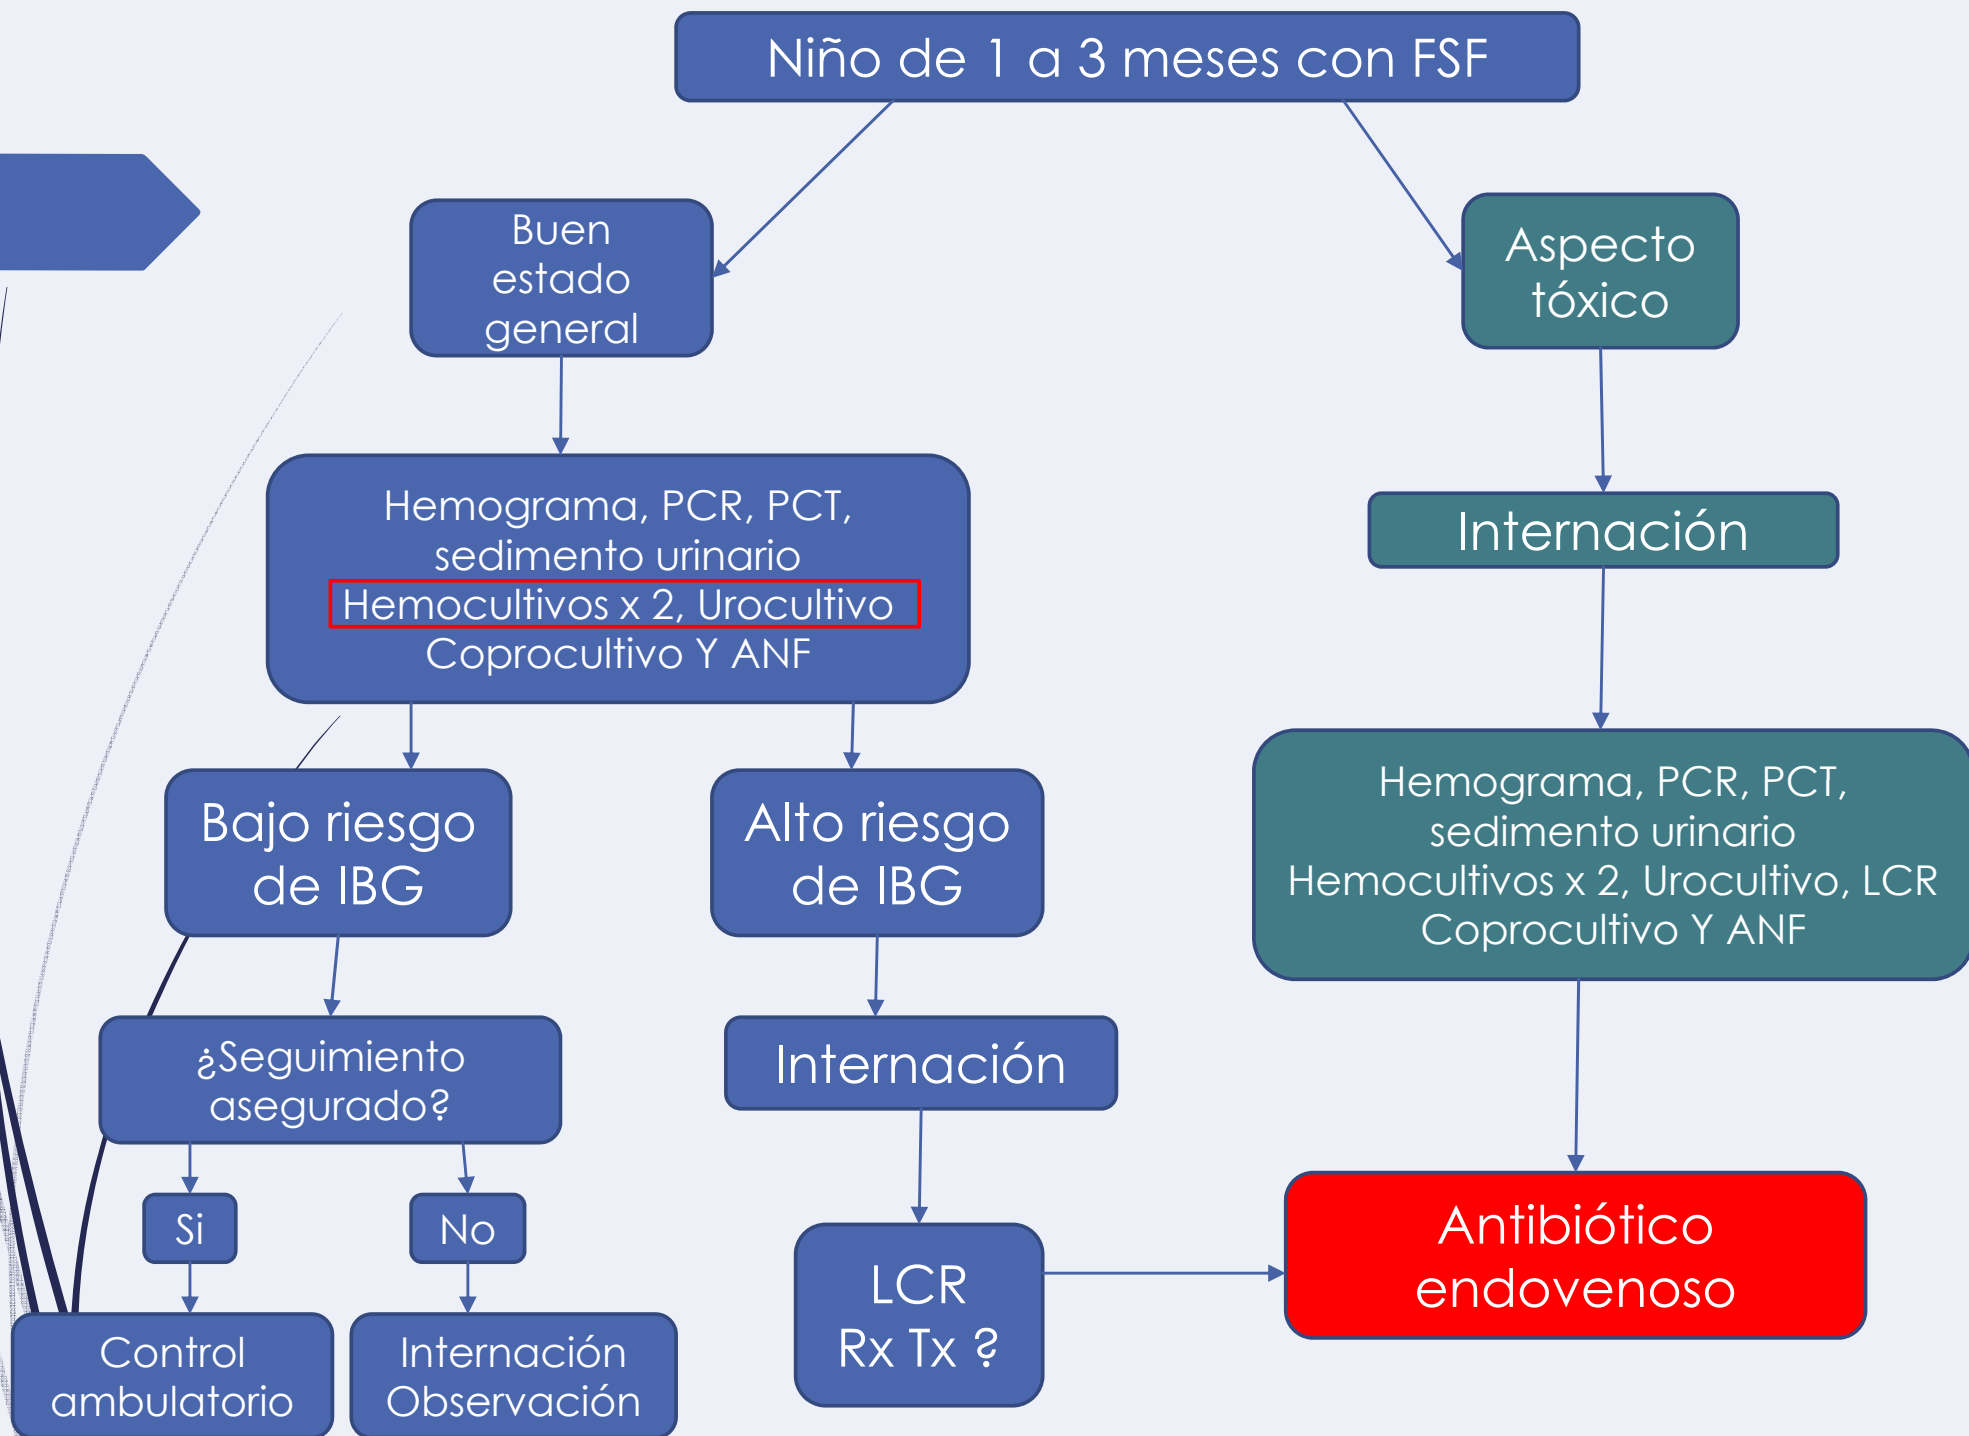 Niño de 1 a 3 meses con FSF
Buen
estado
general
Aspecto
tóxico
Hemograma, PCR, PCT,
sedimento urinario
Hemocultivos x 2, Urocultivo
Coprocultivo Y ANF
Internación
Bajo riesgo
de IBG
Alto riesgo
de IBG
Hemograma, PCR, PCT,
sedimento urinario
Hemocultivos x 2, Urocultivo, LCR
Coprocultivo Y ANF
¿Seguimiento
asegurado?
Internación
Si
No
LCR
Rx Tx ?
Antibiótico
endovenoso
Control
ambulatorio
Internación
Observación